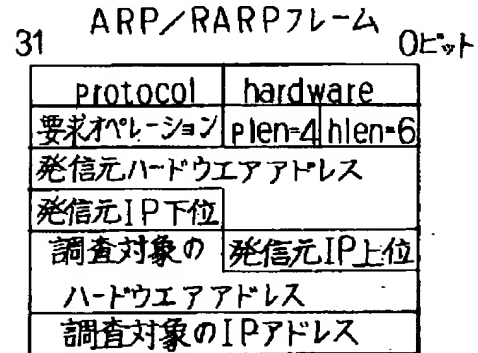 ARP/RARPフレーム
31 0ビット
protocol hardware
要求オペレーション plen=4 hlen=6
発信元ハードウエアアドレス
発信元IP下位
調査対象の 発信元IP上位
ハードウエアアドレス
調査対象のIPアドレス